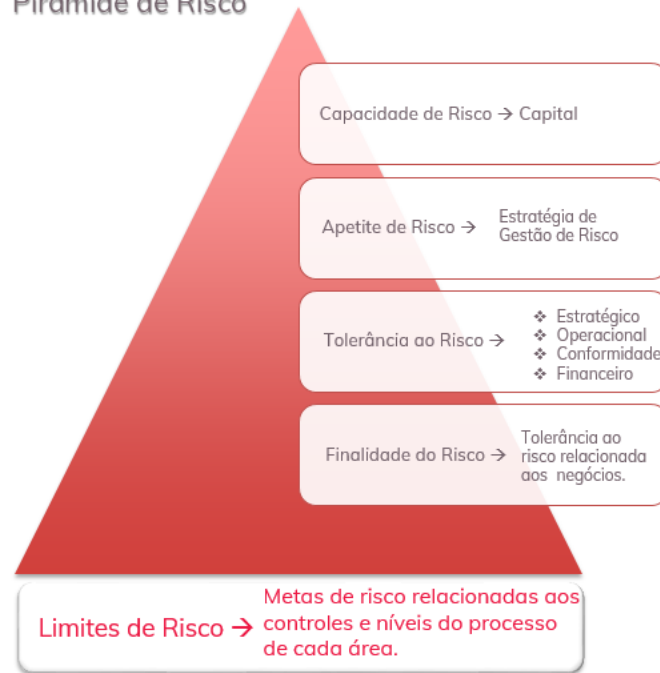 Pirâmide de Risco
Capacidade de Risco → Capital
Apetite de Risco →
Estratégia de
Gestão de Risco
Tolerância ao Risco →
❖ Estratégico
❖ Operacional
❖ Conformidade
❖ Financeiro
Finalidade do Risco →
Tolerância ao
risco relacionada
aos negócios.
Limites de Risco →
Metas de risco relacionadas aos
controles e níveis do processo
de cada área.